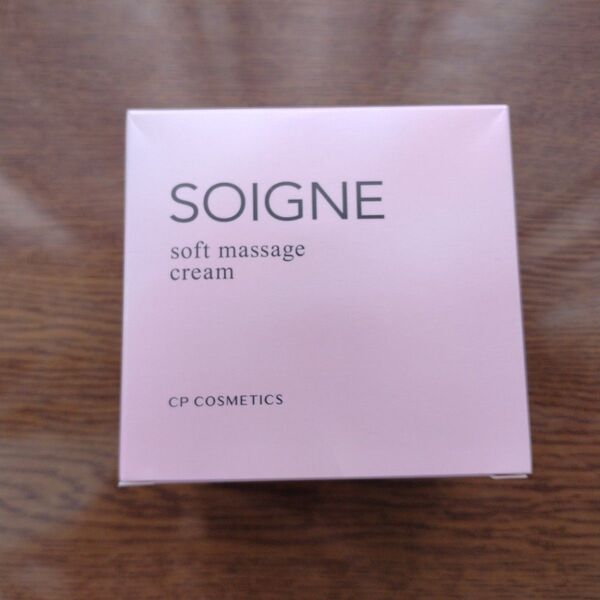 SOIGNE
soft massage
cream
CP COSMETICS